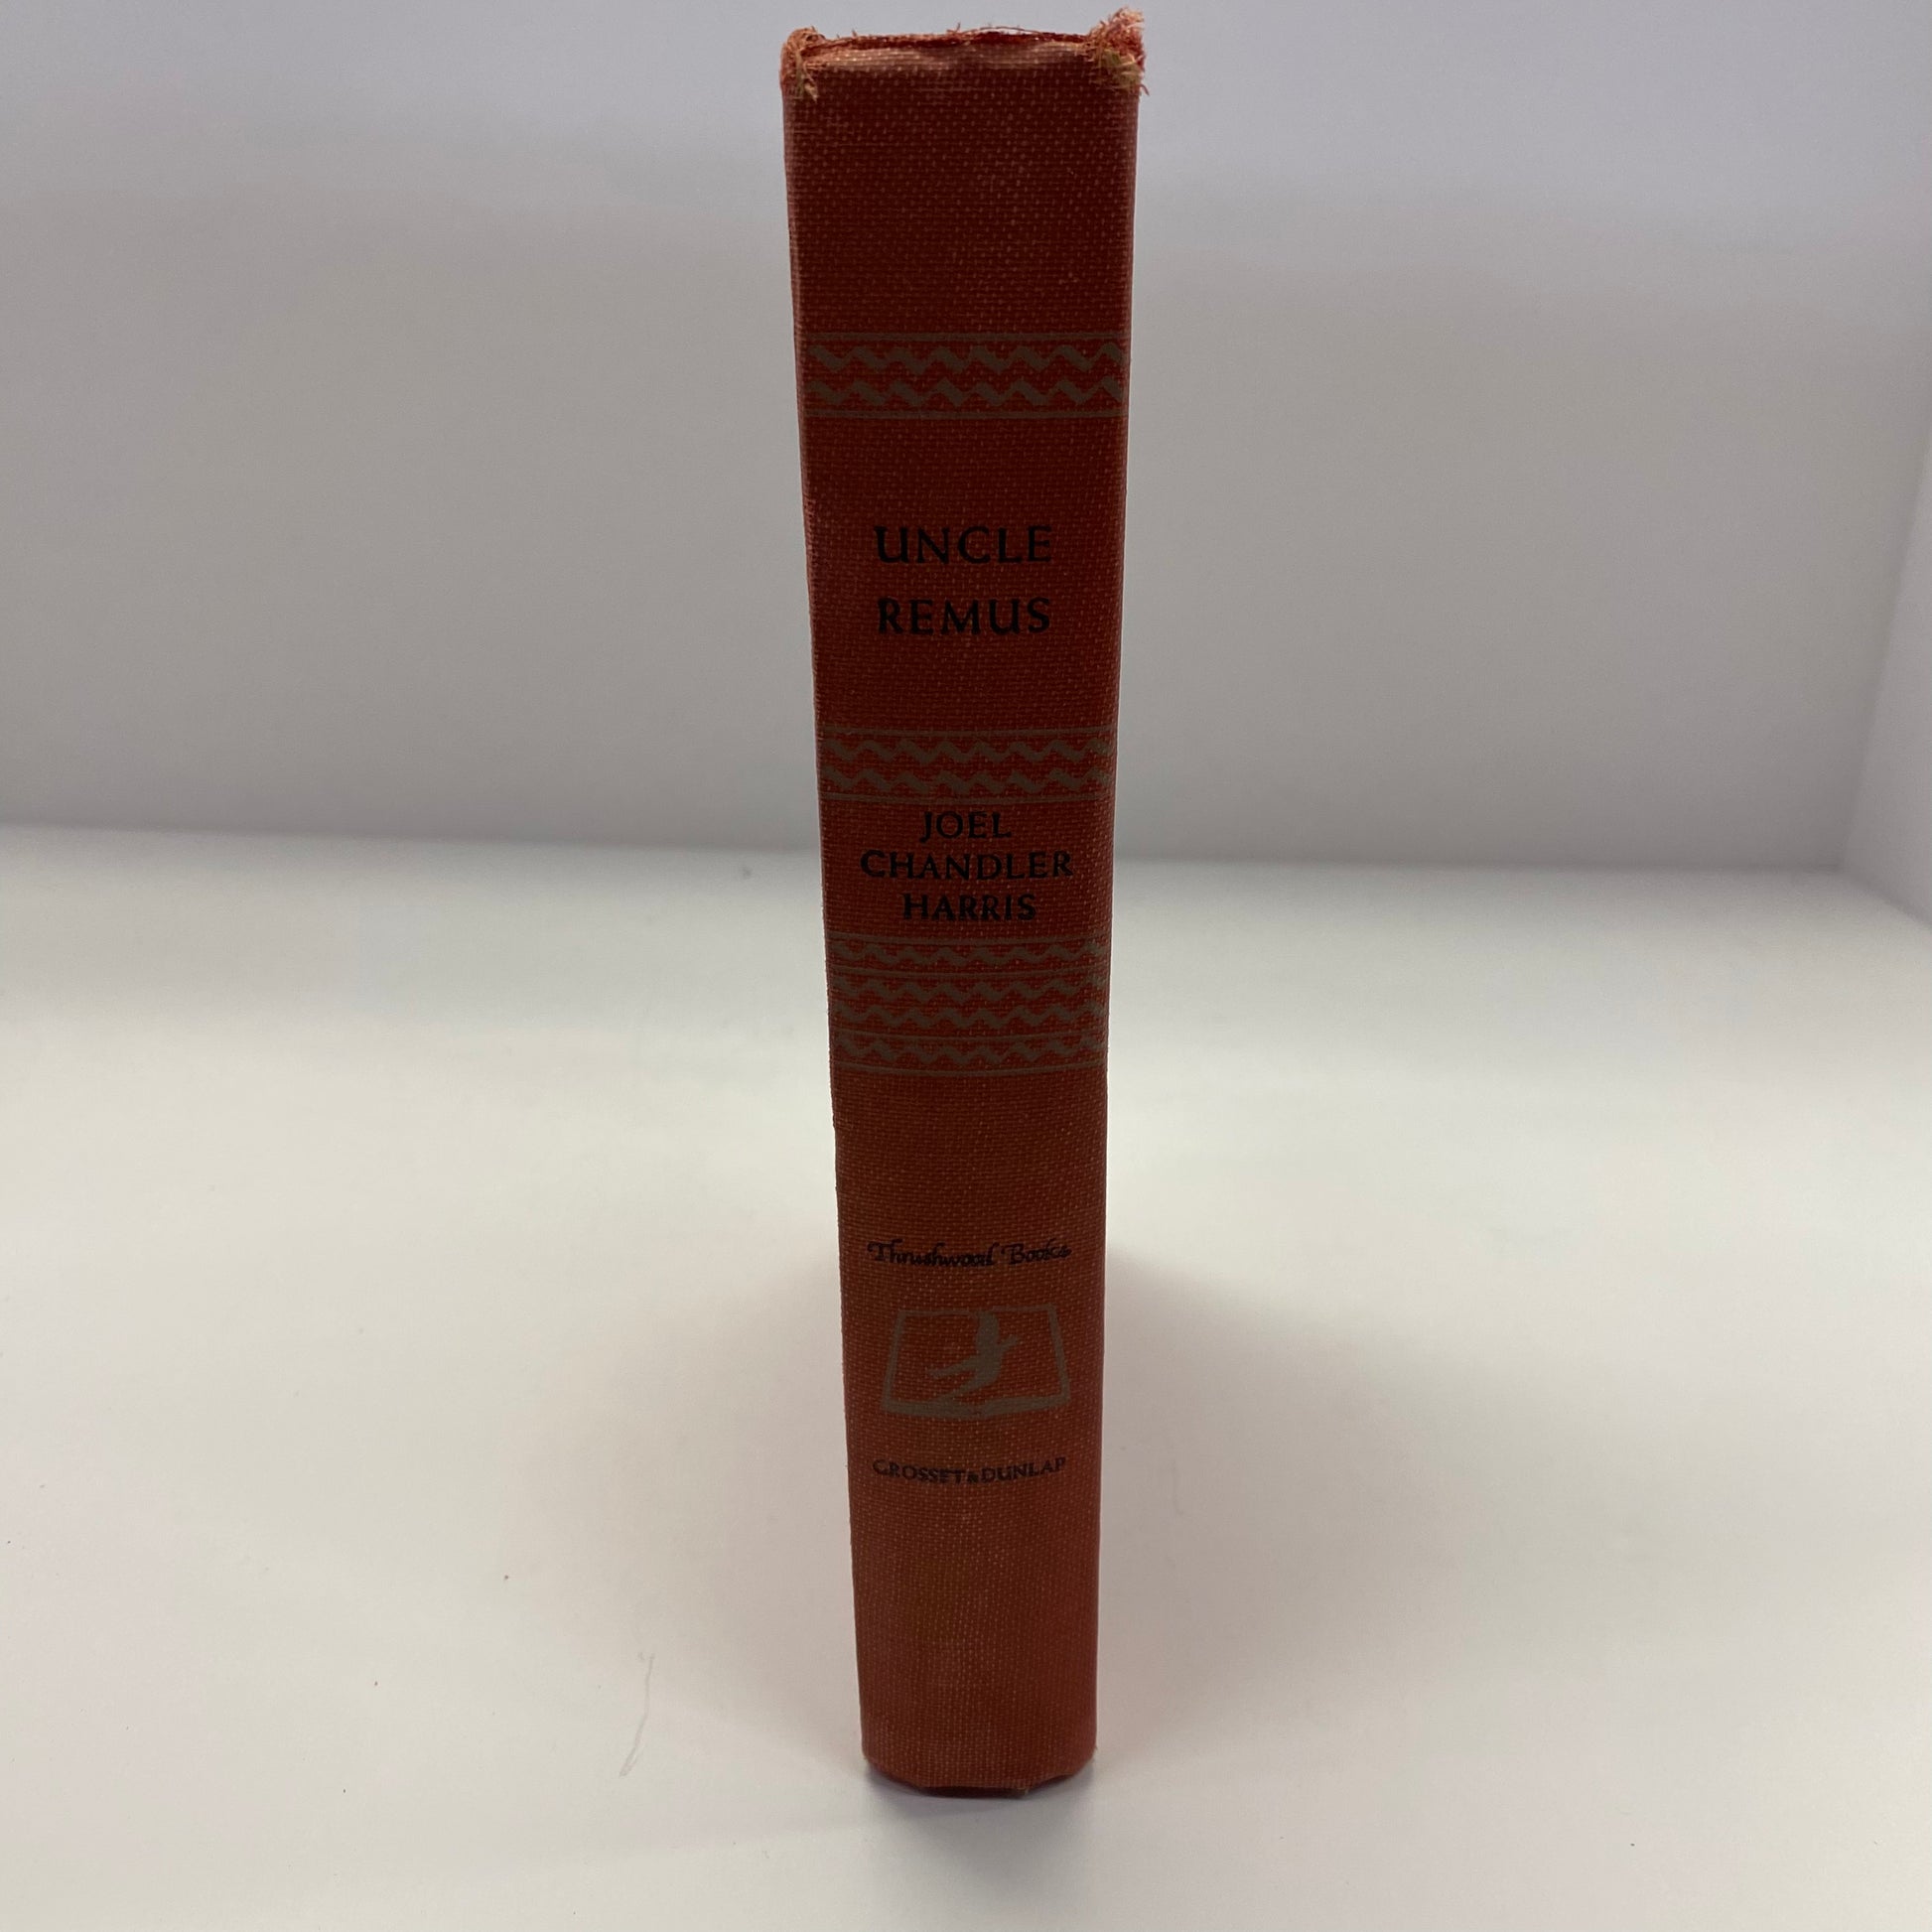 UNCLE
REMUS
JOEL
CHANDLER
HARRIS
Thrushwood Books
GROSSET & DUNLAP